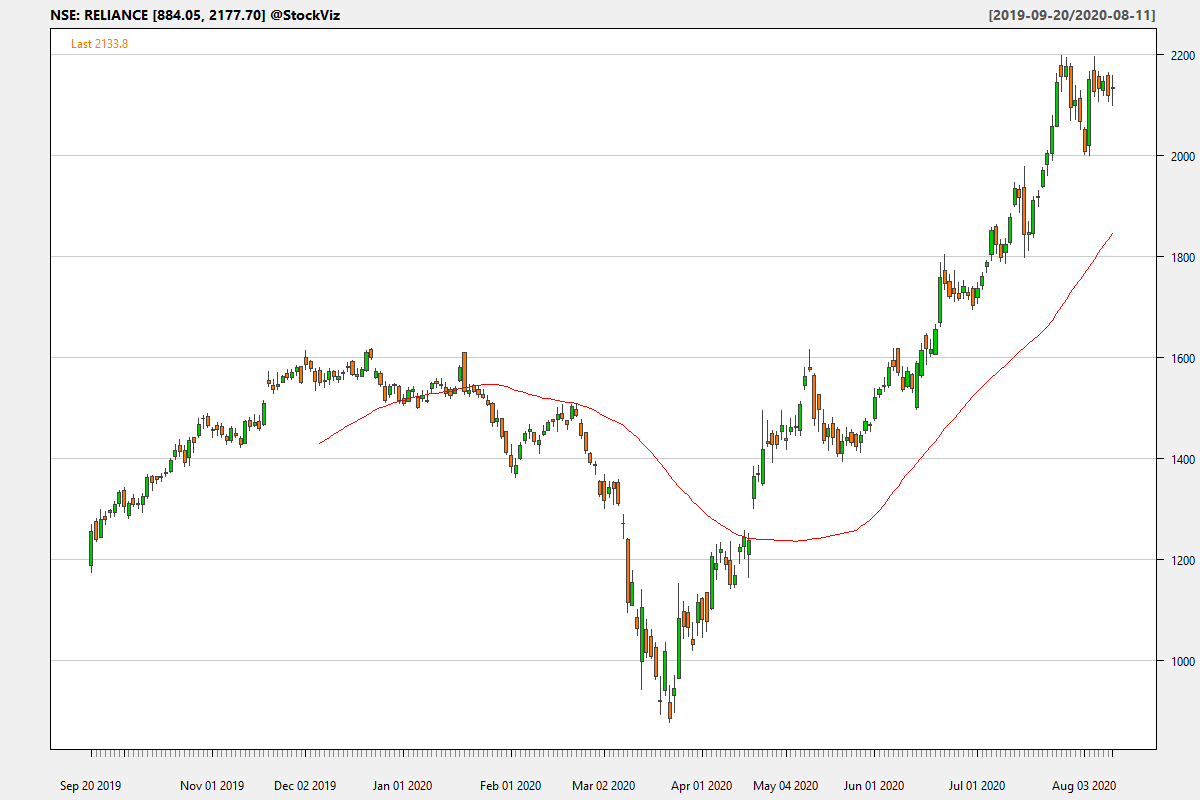 NSE: RELIANCE [884.05, 2177.70] @StockViz
[2019-09-20/2020-08-11]
Last 2133.8
2200
2000
1800
1600
1400
1200
1000
Sep 20 2019
Nov 01 2019
Dec 02 2019
Jan 01 2020
Feb 01 2020
Mar 02 2020
Apr 01 2020
May 04 2020
Jun 01 2020
Jul 01 2020
Aug 03 2020